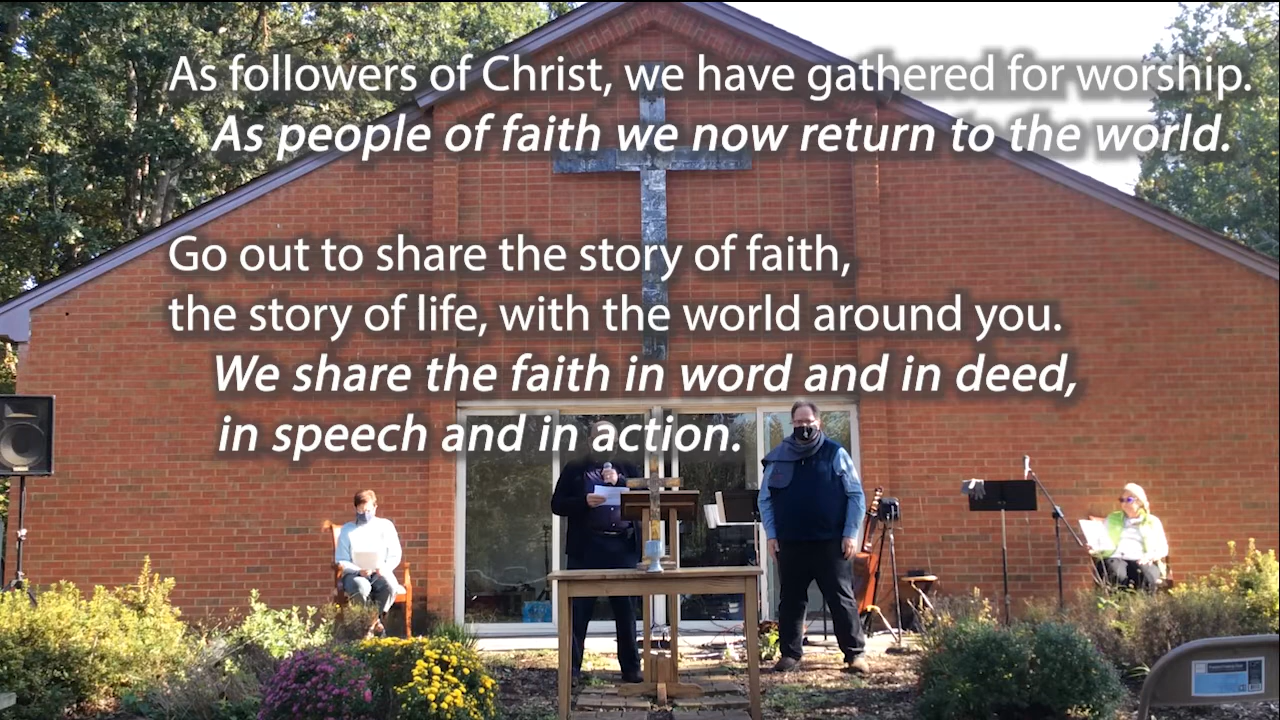 As followers of Christ, we have gathered for worship.
As people of faith we now return to the world.
Go out to share the story of faith,
the story of life, with the world around you.
We share the faith in word and in deed,
in speech and in action.